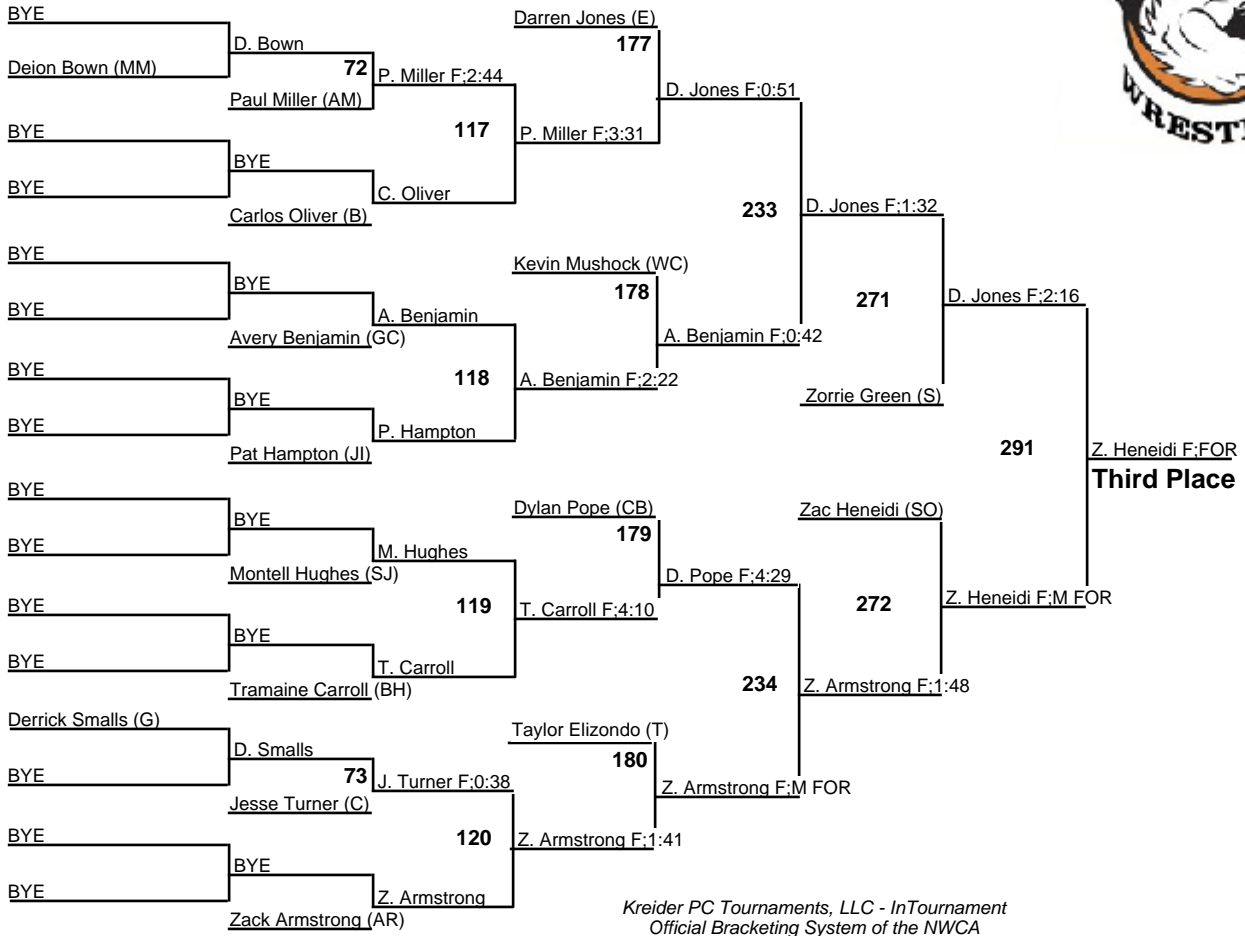 BYE
D. Bown
Deion Bown (MM)
72
P. Miller F;2:44
Paul Miller (AM)
117
BYE
BYE
BYE
C. Oliver
Carlos Oliver (B)
P. Miller F;3:31
Darren Jones (E)
177
D. Jones F;0:51
BYE
BYE
BYE
A. Benjamin
Avery Benjamin (GC)
118
BYE
BYE
BYE
P. Hampton
Pat Hampton (JI)
A. Benjamin F;2:22
Kevin Mushock (WC)
178
A. Benjamin F;0:42
233
D. Jones F;1:32
271
D. Jones F;2:16
Zorrie Green (S)
291
Z. Heneidi F;FOR
Third Place
BYE
BYE
BYE
M. Hughes
Montell Hughes (SJ)
119
BYE
BYE
BYE
T. Carroll
Tramaine Carroll (BH)
T. Carroll F;4:10
Dylan Pope (CB)
179
D. Pope F;4:29
Zac Heneidi (SO)
272
Z. Heneidi F;M FOR
234
Z. Armstrong F;1:48
Derrick Smalls (G)
D. Smalls
BYE
73
J. Turner F;0:38
Jesse Turner (C)
120
BYE
BYE
BYE
Z. Armstrong
Zack Armstrong (AR)
Z. Armstrong F;1:41
Taylor Elizondo (T)
180
Z. Armstrong F;M FOR
Kreider PC Tournaments, LLC - InTournament
Official Bracketing System of the NWCA